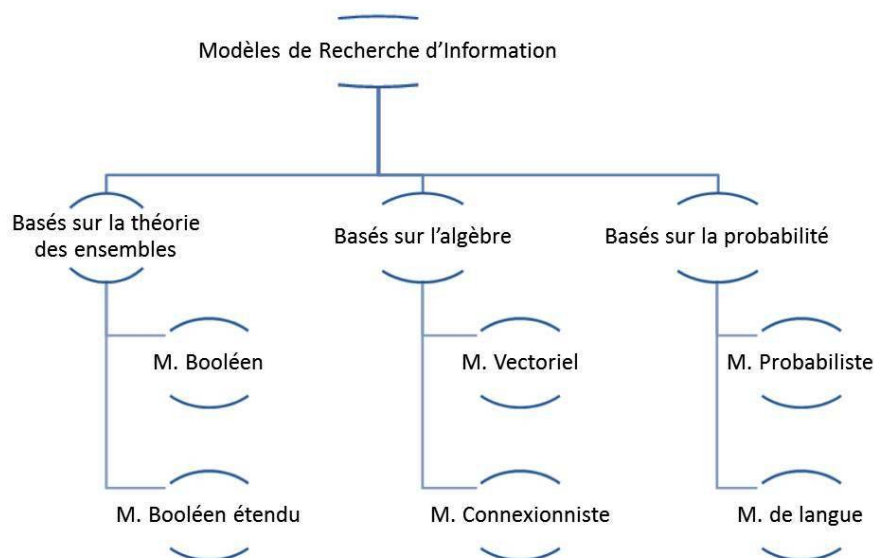 Modèles de Recherche d'Information
Basés sur la théorie
des ensembles
Basés sur l'algèbre
Basés sur la probabilité
M. Booléen
M. Vectoriel
M. Probabiliste
M. Booléen étendu
M. Connexionniste
M. de langue